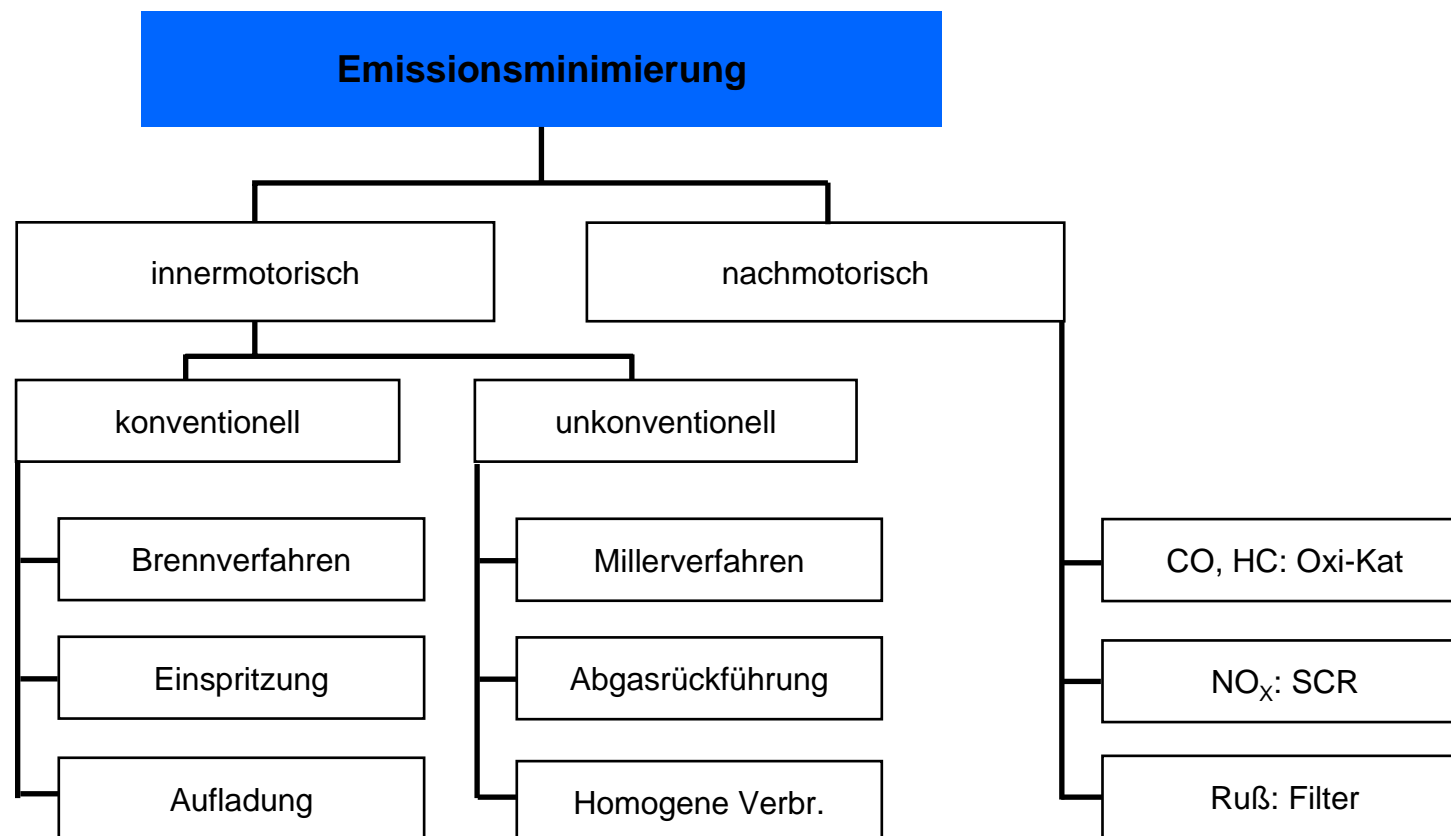 Emissionsminimierung
innermotorisch
nachmotorisch
konventionell
unkonventionell
Brennverfahren
Millerverfahren
CO, HC: Oxi-Kat
Einspritzung
Abgasrückführung
NOX: SCR
Aufladung
Homogene Verbr.
Ruß: Filter